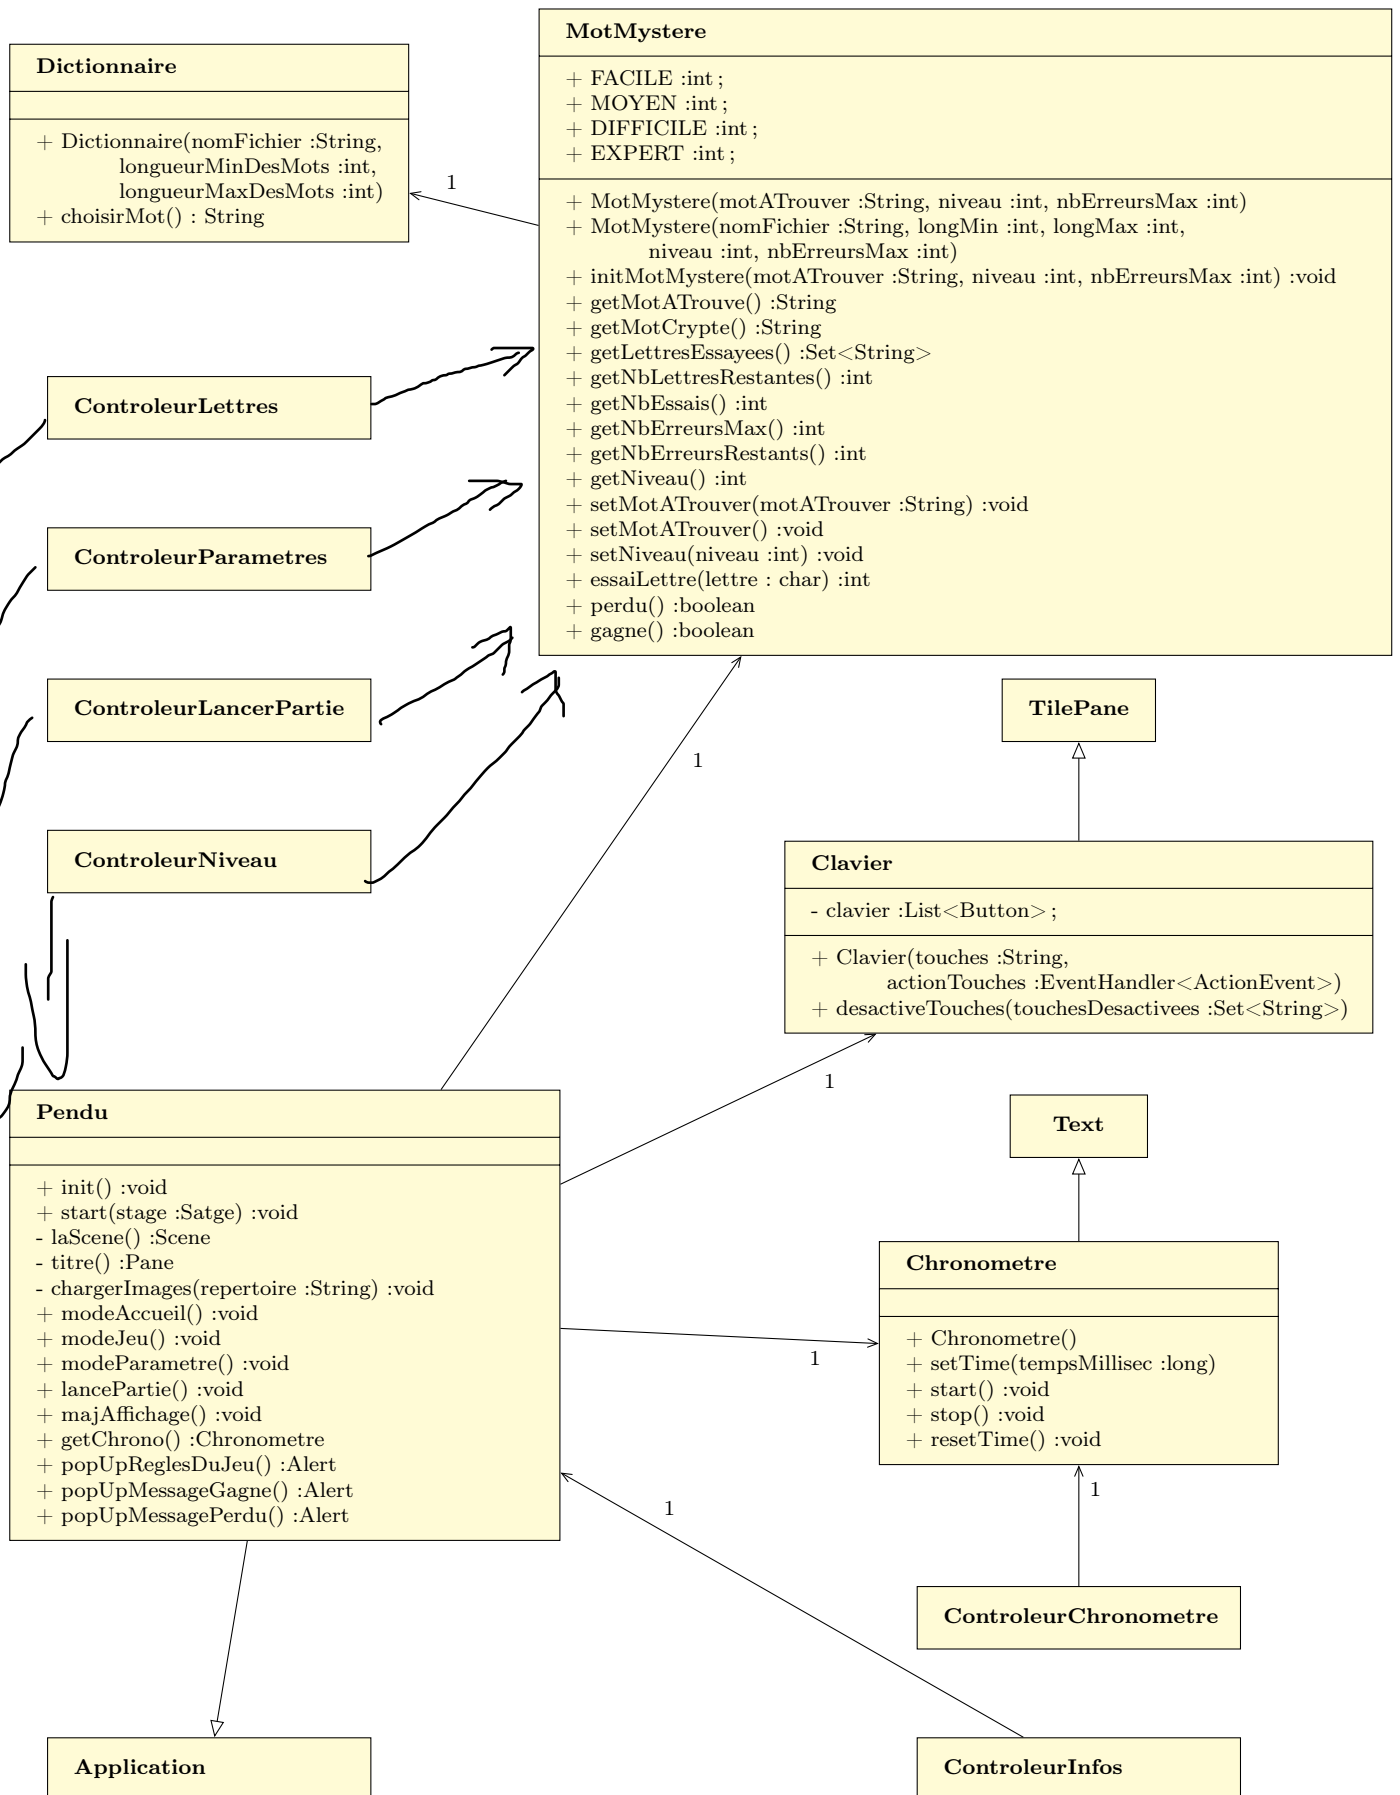 Dictionnaire
+ Dictionnaire(nomFichier :String,
longueurMinDesMots :int,
longueurMaxDesMots :int)
+ choisirMot() : String
1
MotMystere
+ FACILE :int ;
+ MOYEN :int ;
+ DIFFICILE :int ;
+ EXPERT :int ;
+ MotMystere(motATrouver :String, niveau :int, nbErreursMax :int)
+ MotMystere(nomFichier :String, longMin :int, longMax :int,
niveau :int, nbErreursMax :int)
+ initMotMystere(motATrouver :String, niveau :int, nbErreursMax :int) :void
+ getMotATrouve() :String
+ getMotCrypte() :String
+ getLettresEssayees() :Set<String>
+ getNbLettresRestantes() :int
+ getNbEssais() :int
+ getNbErreursMax() :int
+ getNbErreursRestants() :int
+ getNiveau() :int
+ setMotATrouver(motATrouver :String) :void
+ setMotATrouver() :void
+ setNiveau(niveau :int) :void
+ essaiLettre(lettre : char) :int
+ perdu() :boolean
+ gagne() :boolean
ControleurLettres
ControleurParametres
ControleurLancerPartie
ControleurNiveau
1
TilePane
Clavier
- clavier :List<Button> ;
+ Clavier(touches :String,
actionTouches :EventHandler<ActionEvent>)
+ desactiveTouches(touchesDesactivees :Set<String>)
1
Pendu
+ init() :void
+ start(stage :Satge) :void
- laScene() :Scene
- titre() :Pane
- chargerImages(repertoire :String) :void
+ modeAccueil() :void
+ modeJeu() :void
+ modeParametre() :void
+ lancePartie() :void
+ majAffichage() :void
+ getChrono() :Chronometre
+ popUpReglesDuJeu() :Alert
+ popUpMessageGagne() :Alert
+ popUpMessagePerdu() :Alert
Text
Chronometre
+ Chronometre()
+ setTime(tempsMillisec :long)
+ start() :void
+ stop() :void
+ resetTime() :void
1
1
1
ControleurChronometre
Application
ControleurInfos